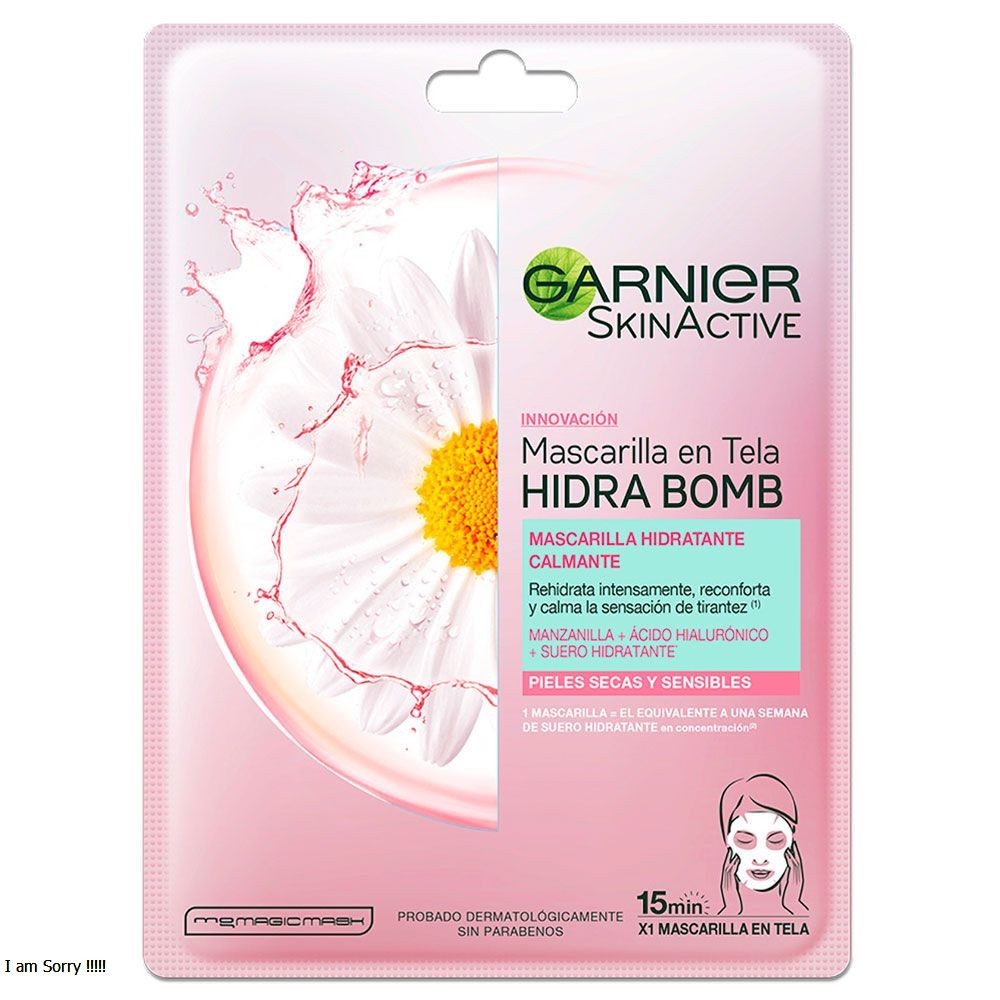 GARNIER
SKINACTIVE
INNOVACIÓN
Mascarilla en Tela
HIDRA BOMB
MASCARILLA HIDRATANTE
CALMANTE
Rehidrata intensamente, reconforta
y calma la sensación de tirantez (1)
MANZANILLA + ÁCIDO HIALURÓNICO
+ SUERO HIDRATANTE*
PIELES SECAS Y SENSIBLES
1 MASCARILLA = EL EQUIVALENTE A UNA SEMANA
DE SUERO HIDRATANTE en concentración(2)
15min
X1 MASCARILLA EN TELA
PROBADO DERMATOLÓGICAMENTE
SIN PARABENOS
MAGIC MASK
I am Sorry !!!!!